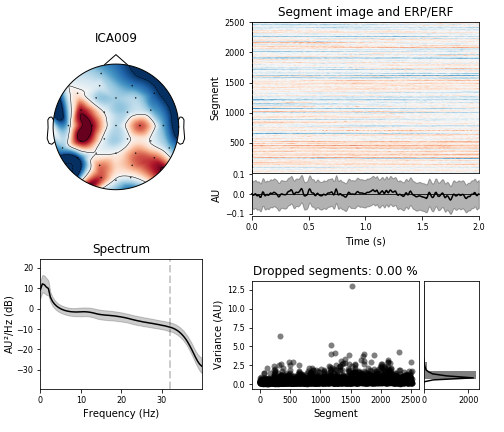 ICA009
Segment image and ERP/ERF
Segment
2500
2000
1500
1000
500
AU
0.1
0.0
−0.1
0.0 0.5 1.0 1.5 2.0
Time (s)
Spectrum
AU²/Hz (dB)
20
10
0
−10
−20
−30
0 10 20 30
Frequency (Hz)
Dropped segments: 0.00 %
Variance (AU)
12.5
10.0
7.5
5.0
2.5
0.0
0 500 1000 1500 2000 2500
Segment
0 2000